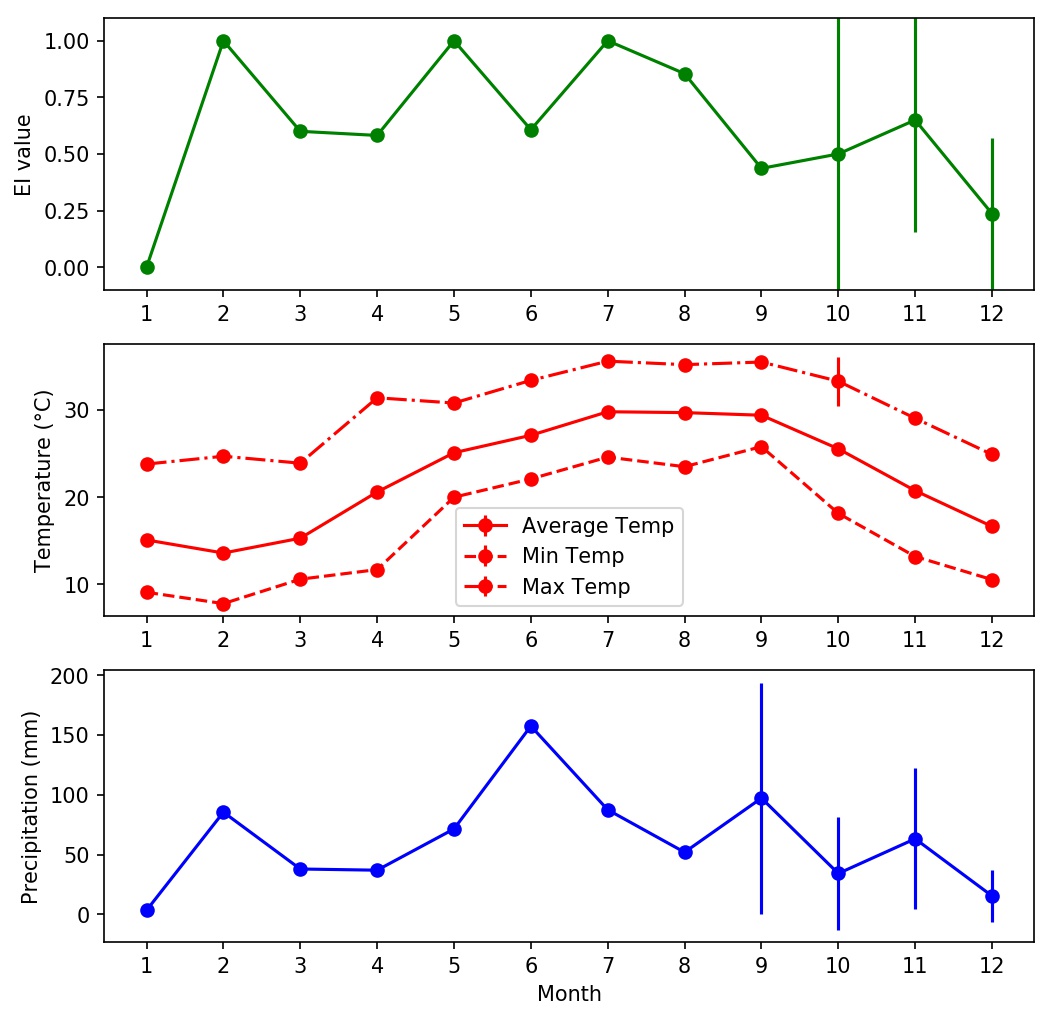 1.00
0.75
0.50
0.25
0.00
EI value
1 2 3 4 5 6 7 8 9 10 11 12
30
20
10
Temperature (°C)
Average Temp
Min Temp
Max Temp
1 2 3 4 5 6 7 8 9 10 11 12
200
150
100
50
0
Precipitation (mm)
1 2 3 4 5 6 7 8 9 10 11 12
Month